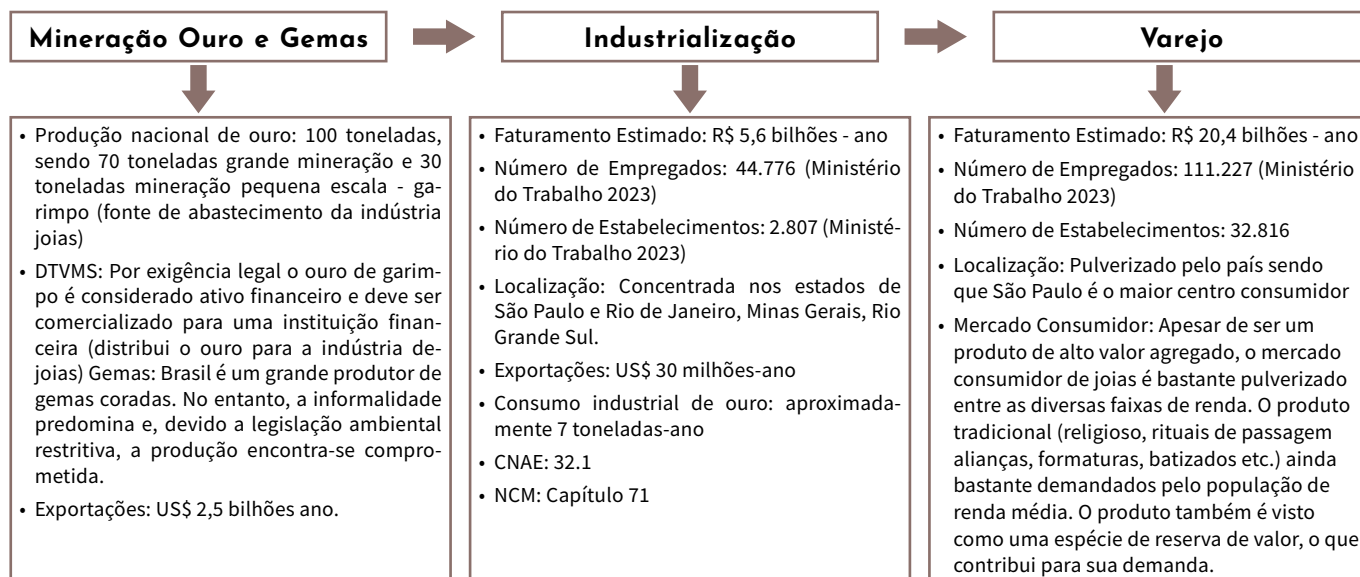 Mineração Ouro e Gemas
Industrialização
Varejo
• Produção nacional de ouro: 100 toneladas,
sendo 70 toneladas grande mineração e 30
toneladas mineração pequena escala - ga-
rimpo (fonte de abastecimento da indústria
joias)
• DTVMS: Por exigência legal o ouro de garim-
po é considerado ativo financeiro e deve ser
comercializado para uma instituição finan-
ceira (distribui o ouro para a indústria de-
joias) Gemas: Brasil é um grande produtor de
gemas coradas. No entanto, a informalidade
predomina e, devido a legislação ambiental
restritiva, a produção encontra-se compro-
metida.
• Exportações: US$ 2,5 bilhões ano.
• Faturamento Estimado: R$ 5,6 bilhões - ano
• Número de Empregados: 44.776 (Ministério
do Trabalho 2023)
• Número de Estabelecimentos: 2.807 (Ministé-
rio do Trabalho 2023)
• Localização: Concentrada nos estados de
São Paulo e Rio de Janeiro, Minas Gerais, Rio
Grande Sul.
• Exportações: US$ 30 milhões-ano
• Consumo industrial de ouro: aproximada-
mente 7 toneladas-ano
• CNAE: 32.1
• NCM: Capítulo 71
• Faturamento Estimado: R$ 20,4 bilhões - ano
• Número de Empregados: 111.227 (Ministério
do Trabalho 2023)
• Número de Estabelecimentos: 32.816
• Localização: Pulverizado pelo país sendo
que São Paulo é o maior centro consumidor
• Mercado Consumidor: Apesar de ser um
produto de alto valor agregado, o mercado
consumidor de joias é bastante pulverizado
entre as diversas faixas de renda. O produto
tradicional (religioso, rituais de passagem
alianças, formaturas, batizados etc.) ainda
bastante demandados pelo população de
renda média. O produto também é visto
como uma espécie de reserva de valor, o que
contribui para sua demanda.